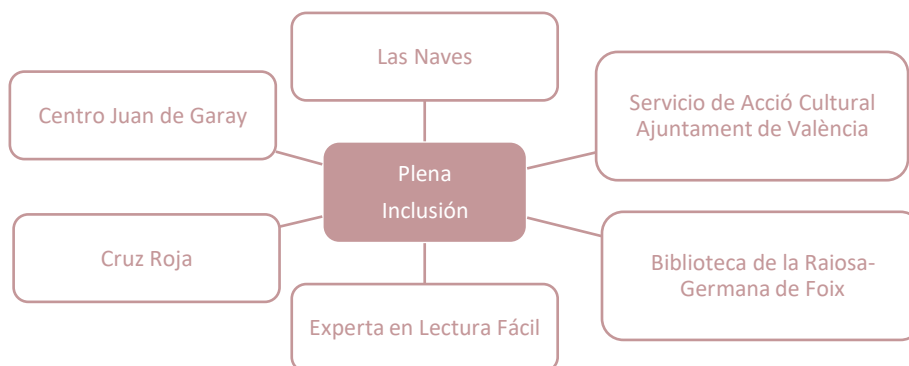 Las Naves
Centro Juan de Garay
Servicio de Acció Cultural
Ajuntament de València
Plena
Inclusión
Cruz Roja
Biblioteca de la Raiosa-
Germana de Foix
Experta en Lectura Fácil